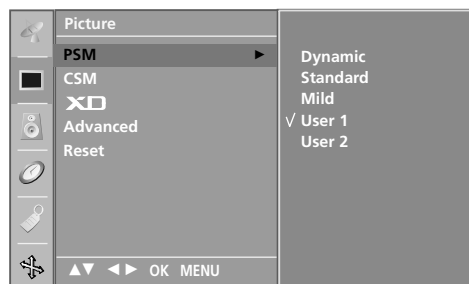 Picture
PSM ►
CSM
XD
Advanced
Reset
▲▼ ◄► OK MENU
Dynamic
Standard
Mild
√ User 1
User 2